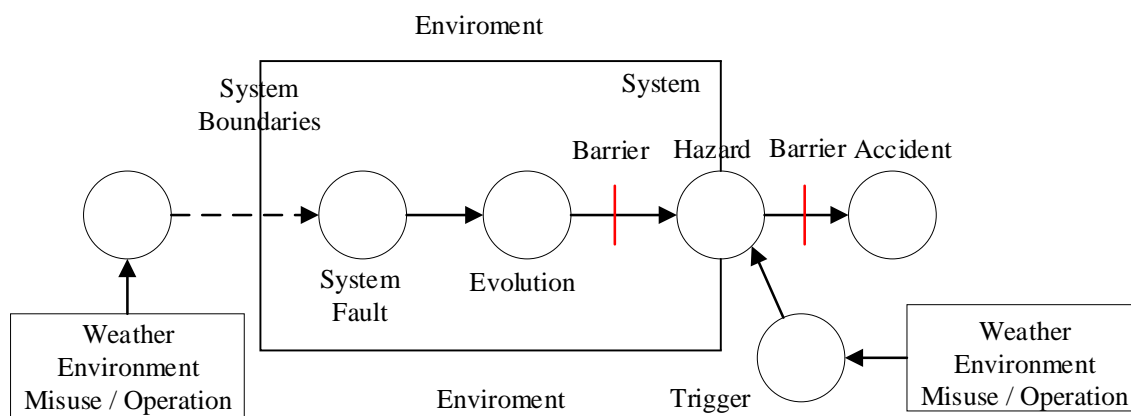 Enviroment
System
Boundaries
System
Barrier
Hazard
Barrier
Accident
System
Fault
Evolution
Weather
Environment
Misuse / Operation
Enviroment
Trigger
Weather
Environment
Misuse / Operation